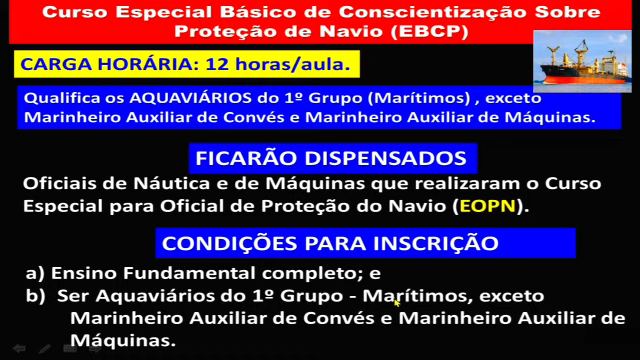 Curso Especial Básico de Conscientização Sobre
Proteção de Navio (EBCP)
CARGA HORÁRIA: 12 horas/aula.
Qualifica os AQUAVIÁRIOS do 1º Grupo (Marítimos) , exceto
Marinheiro Auxiliar de Convés e Marinheiro Auxiliar de Máquinas.
FICARÃO DISPENSADOS
Oficiais de Náutica e de Máquinas que realizaram o Curso
Especial para Oficial de Proteção do Navio (EOPN).
CONDIÇÕES PARA INSCRIÇÃO
a) Ensino Fundamental completo; e
b) Ser Aquaviários do 1º Grupo - Marítimos, exceto
Marinheiro Auxiliar de Convés e Marinheiro Auxiliar de
Máquinas.